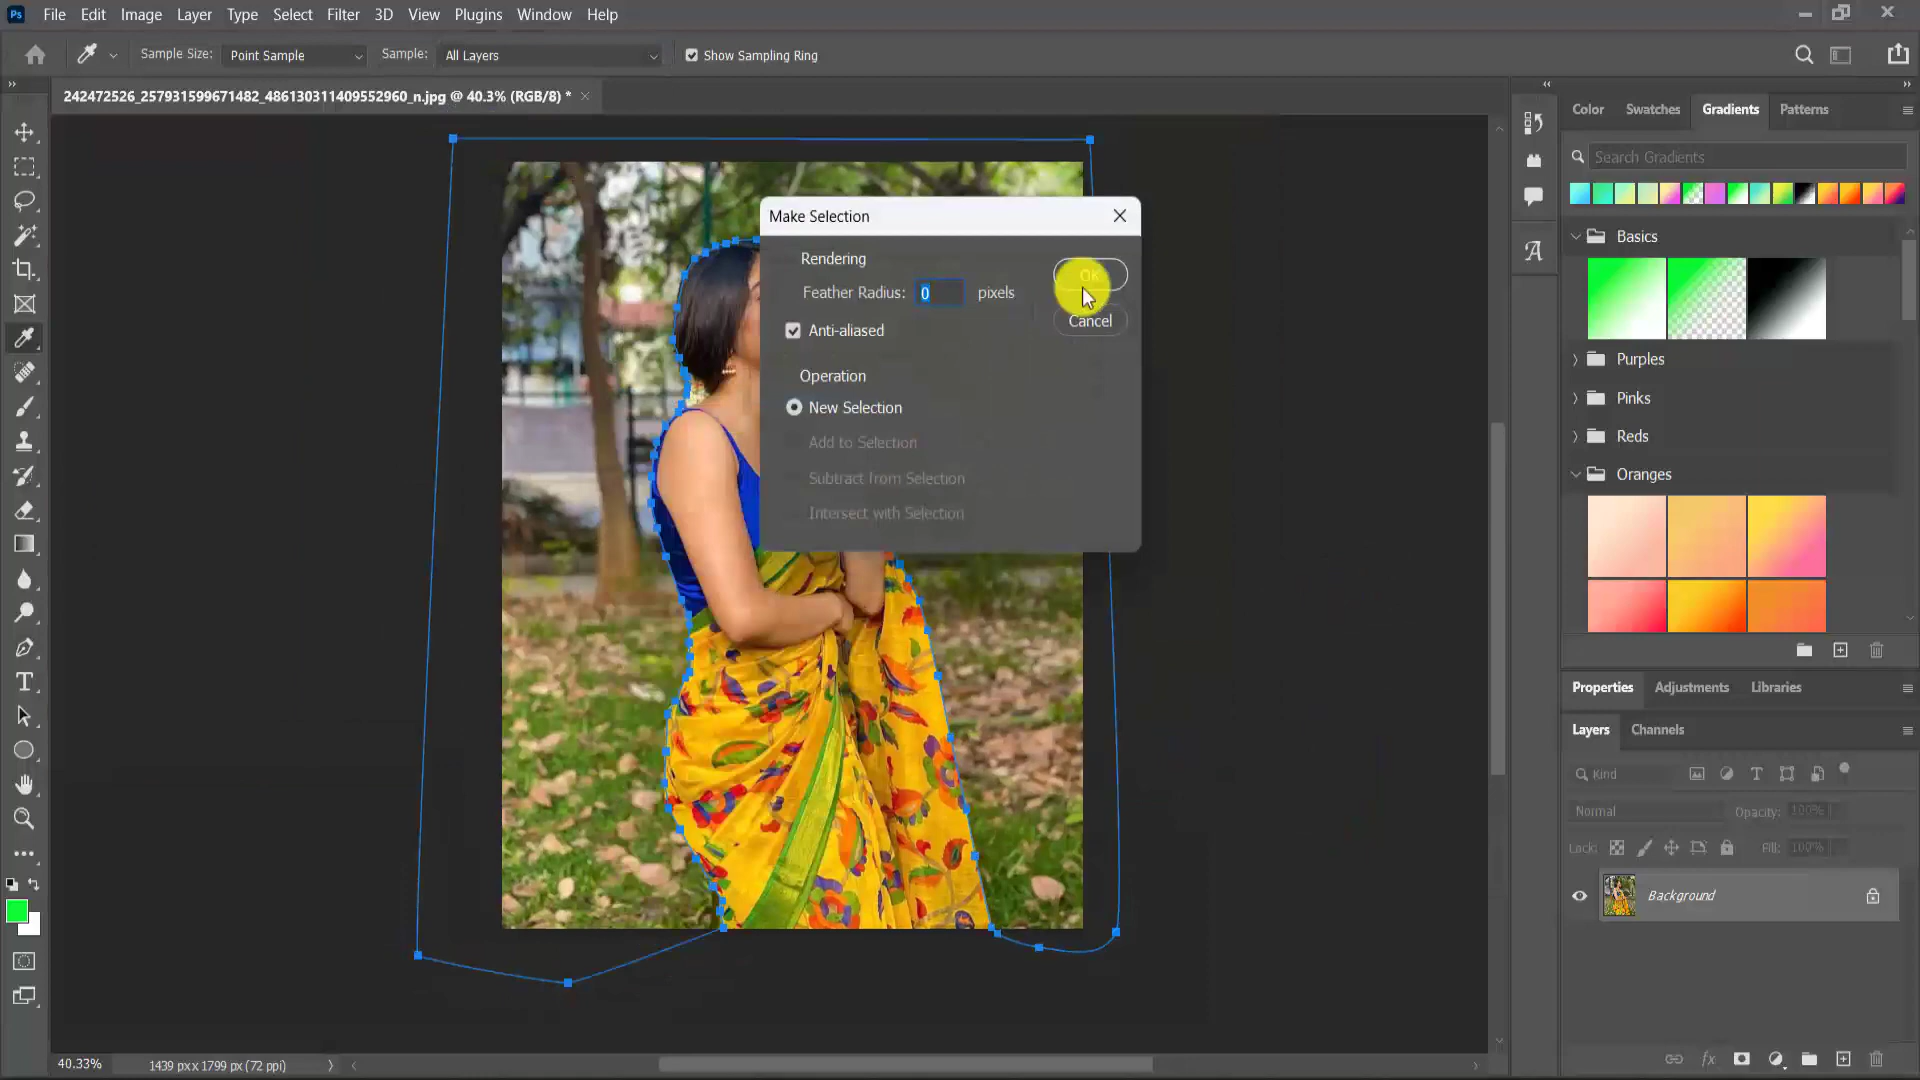 Ps File Edit Image Layer Type Select Filter 3D View Plugins Window Help
Sample Size: Point Sample Sample: All Layers Show Sampling Ring
242472526_257931599671482_486130311409552960_n.jpg @ 40.3% (RGB/8) *
Color Swatches Gradients Patterns
Search Gradients
Basics
Purples
Pinks
Reds
Oranges
Make Selection
Rendering
Feather Radius: 0 pixels
OK
Cancel
Anti-aliased
Operation
New Selection
Add to Selection
Subtract from Selection
Intersect with Selection
Properties Adjustments Libraries
Layers Channels
Kind
Normal Opacity: 100%
Lock: Fill: 100%
Background
40.33% 1439 px x 1799 px (72 ppi)